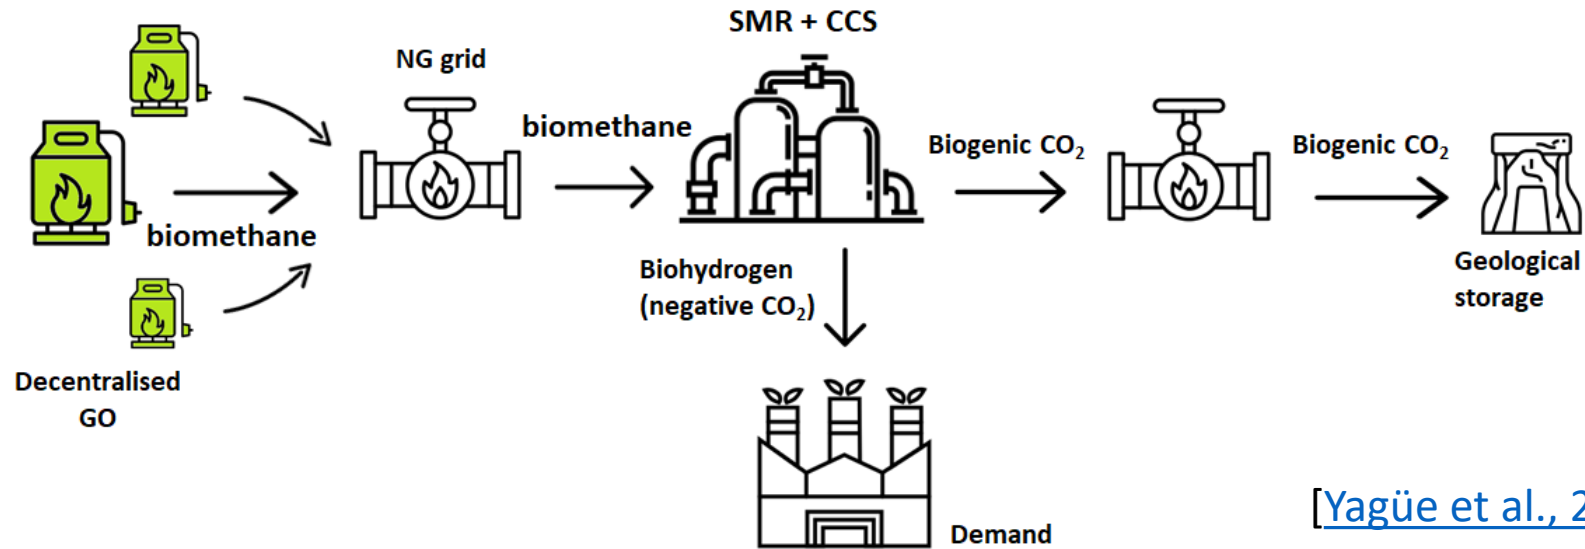 SMR + CCS
NG grid
biomethane
Biogenic CO₂
Biogenic CO₂
biomethane
Biohydrogen
(negative CO₂)
Geological
storage
Decentralised
GO
[Yagüe et al., 2
Demand